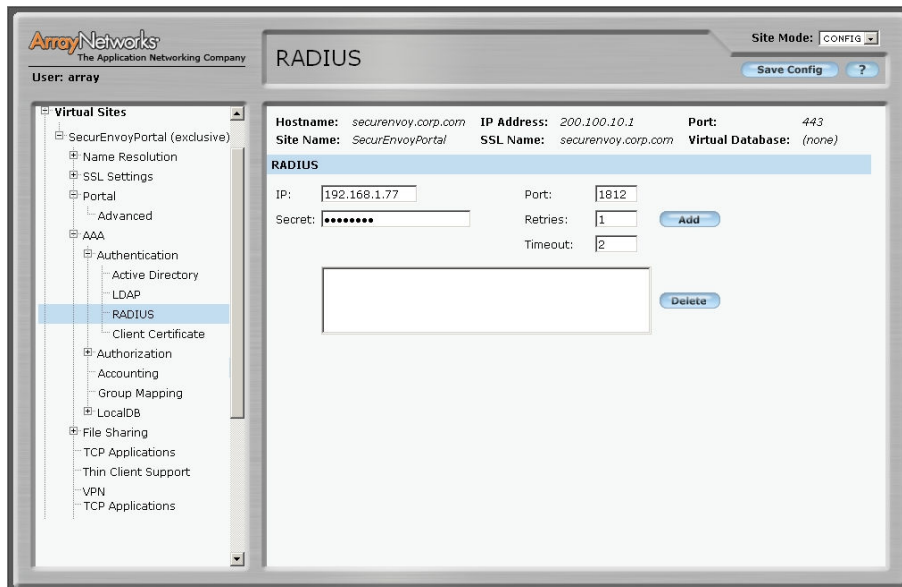 ArrayNetworks
The Application Networking Company
User: array
RADIUS
Site Mode: CONFIG
Save Config ?
Virtual Sites
SecurEnvoyPortal (exclusive)
Name Resolution
SSL Settings
Portal
Advanced
AAA
Authentication
Active Directory
LDAP
RADIUS
Client Certificate
Authorization
Accounting
Group Mapping
LocalDB
File Sharing
TCP Applications
Thin Client Support
VPN
TCP Applications
Hostname: securenvoy.corp.com IP Address: 200.100.10.1 Port: 443
Site Name: SecurEnvoyPortal SSL Name: securenvoy.corp.com Virtual Database: (none)
RADIUS
IP: 192.168.1.77 Port: 1812
Secret: •••••••• Retries: 1 Add
Timeout: 2
Delete